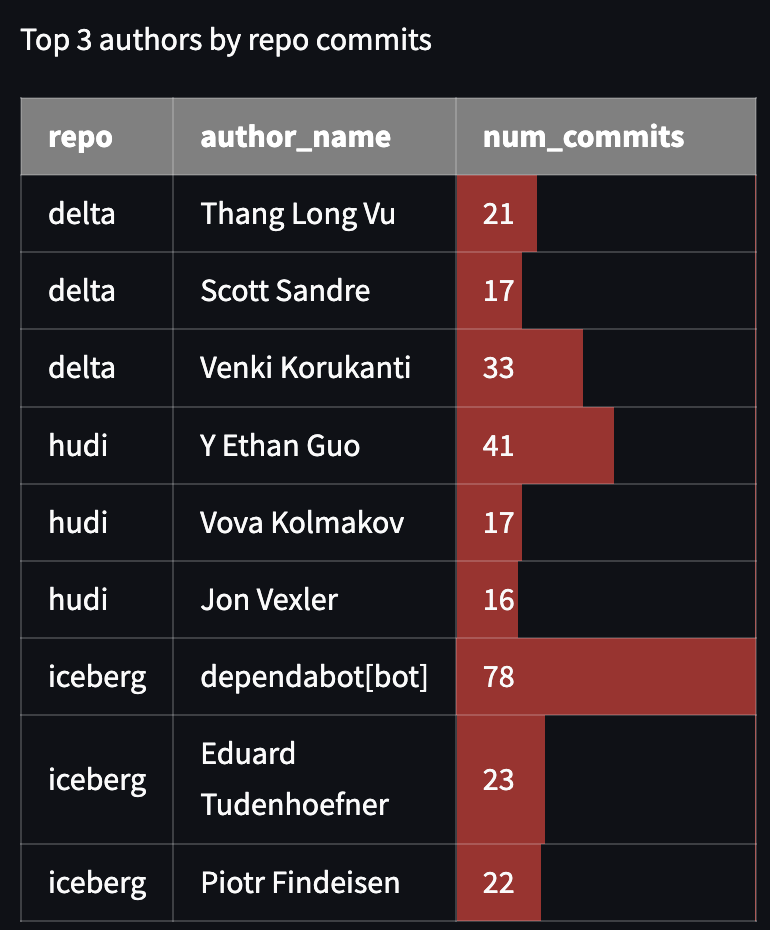 Top 3 authors by repo commits
repo author_name num_commits
delta Thang Long Vu 21
delta Scott Sandre 17
delta Venki Korukanti 33
hudi Y Ethan Guo 41
hudi Vova Kolmakov 17
hudi Jon Vexler 16
iceberg dependabot[bot] 78
iceberg Eduard
Tudenhoefner 23
iceberg Piotr Findeisen 22